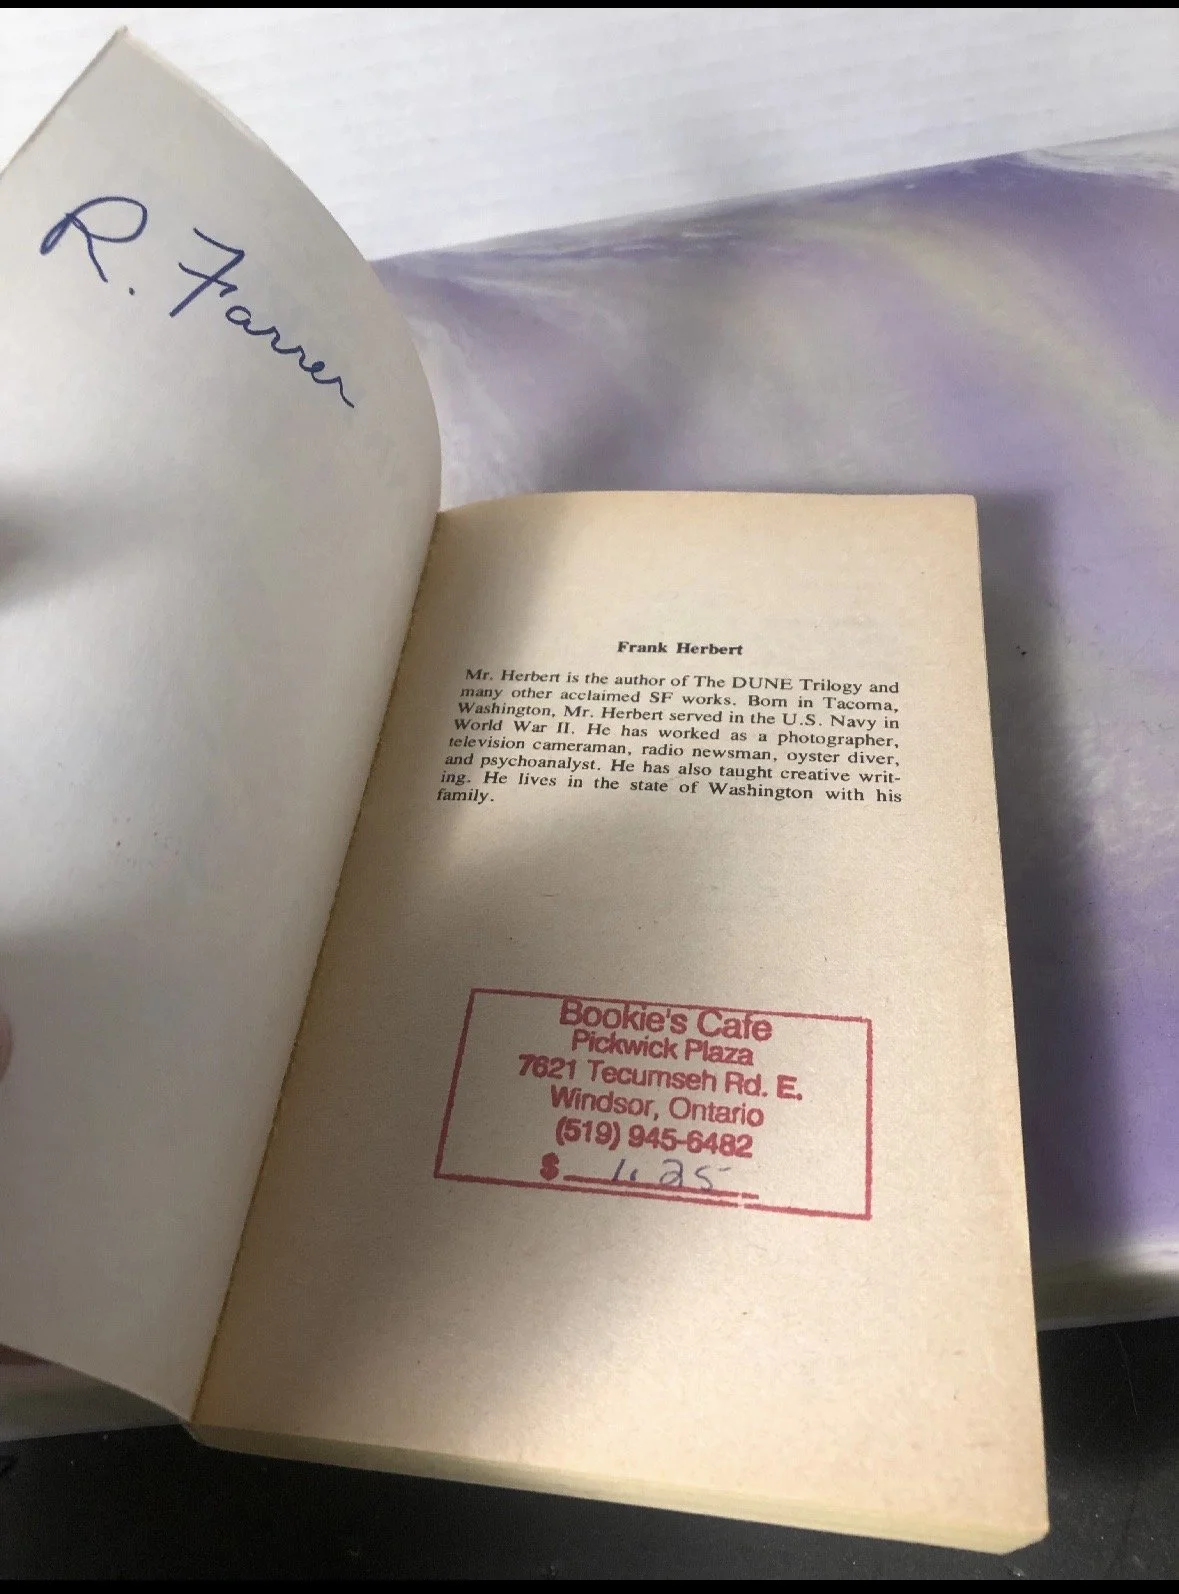 R. Farrer
Frank Herbert
Mr. Herbert is the author of The DUNE Trilogy and
many other acclaimed SF works. Born in Tacoma,
Washington, Mr. Herbert served in the U.S. Navy in
World War II. He has worked as a photographer,
television cameraman, radio newsman, oyster diver,
and psychoanalyst. He has also taught creative writ-
ing. He lives in the state of Washington with his
family.
Bookie's Cafe
Pickwick Plaza
7621 Tecumseh Rd. E.
Windsor, Ontario
(519) 945-6482
$ 1.25